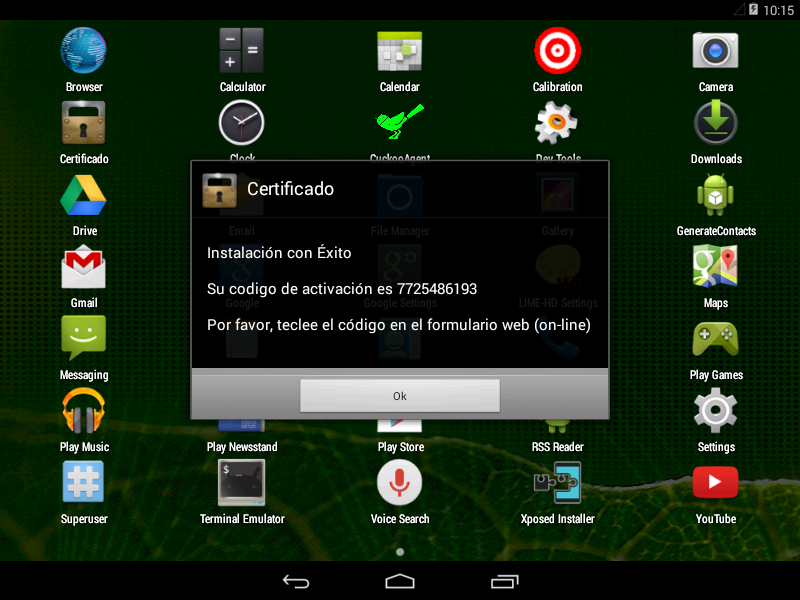 10:15
Browser
Calculator
Calendar
Calibration
Camera
Certificado
Clock
CuckooAgent
Dev Tools
Downloads
Certificado
Drive
Email
File Manager
Gallery
GenerateContacts
Instalación con Éxito
Su codigo de activación es 7725486193
Gmail
Google
Google Settings
LIME-HD Settings
Maps
Por favor, teclee el código en el formulario web (on-line)
Messaging
Play Games
Ok
Play Music
Play Newsstand
Play Store
RSS Reader
Settings
$
Superuser
Terminal Emulator
Voice Search
Xposed Installer
YouTube